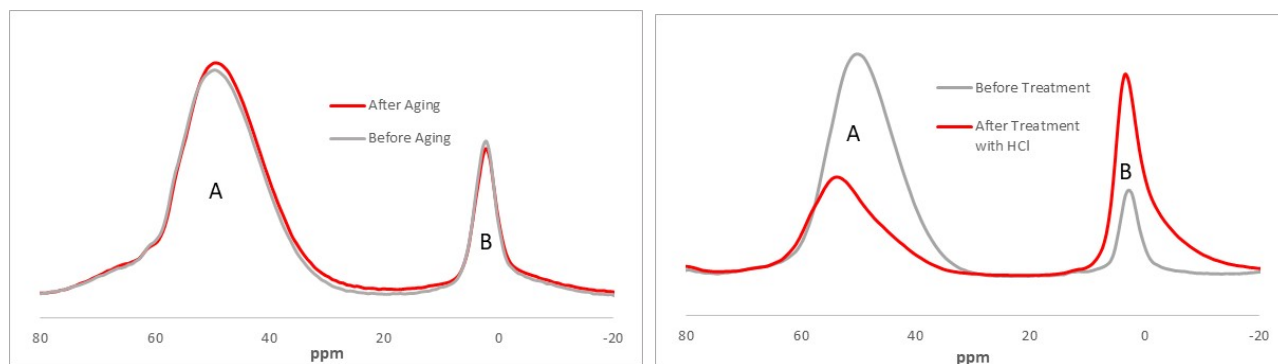 A
After Aging
Before Aging
B
80 60 40 20 0 -20
ppm
Before Treatment
A
After Treatment
with HCl
B
80 60 40 20 0 -20
ppm